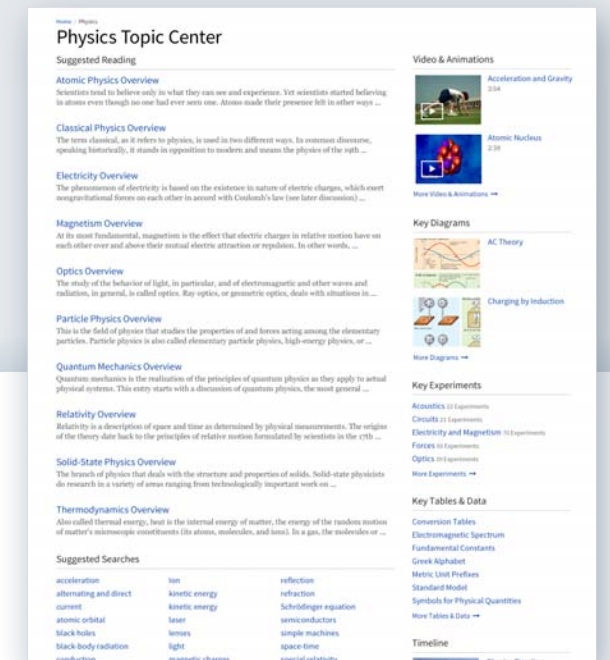 Home / Physics
Physics Topic Center
Suggested Reading
Atomic Physics Overview
Scientists tend to believe only in what they can see and experience. Yet scientists started believing
in atoms even though no one had ever seen one. Atoms made their presence felt in other ways ...
Classical Physics Overview
The term classical, as it refers to physics, is used in two different ways. In common discourse,
speaking historically, it stands in opposition to modern and means the physics of the 19th ...
Electricity Overview
The phenomenon of electricity is based on the existence in nature of electric charges, which exert
nongravitational forces on each other in accord with Coulomb's law (see later discussion) ...
Magnetism Overview
At its most fundamental, magnetism is the effect that electric charges in relative motion have on
each other over and above their mutual electric attraction or repulsion. In other words, ...
Optics Overview
The study of the behavior of light, in particular, and of electromagnetic and other waves and
radiation, in general, is called optics. Ray optics, or geometric optics, deals with situations in ...
Particle Physics Overview
This is the field of physics that studies the properties of and forces acting among the elementary
particles. Particle physics is also called elementary particle physics, high-energy physics, or ...
Quantum Mechanics Overview
Quantum mechanics is the realization of the principles of quantum physics as they apply to actual
physical systems. This entry starts with a discussion of quantum physics, the most general ...
Relativity Overview
Relativity is a description of space and time as determined by physical measurements. The origins
of the theory date back to the principles of relative motion formulated by scientists in the 17th ...
Solid-State Physics Overview
The branch of physics that deals with the structure and properties of solids. Solid-state physicists
do research in a variety of areas ranging from technologically important work on ...
Thermodynamics Overview
Also called thermal energy, heat is the internal energy of matter, the energy of the random motion
of matter's microscopic constituents (its atoms, molecules, and ions). In a gas, the molecules or ...
Suggested Searches
acceleration
alternating and direct
current
atomic orbital
black holes
black-body radiation
conduction
ion
kinetic energy
kinetic energy
laser
lenses
light
magnetic charges
reflection
refraction
Schrödinger equation
semiconductors
simple machines
space-time
special relativity
Video & Animations
Acceleration and Gravity
Atomic Nucleus
More Video & Animations →
Key Diagrams
AC Theory
Charging by Induction
More Diagrams →
Key Experiments
Acoustics Experiments
Circuits Experiments
Electricity and Magnetism Experiments
Forces Experiments
Optics Experiments
More Experiments →
Key Tables & Data
Conversion Tables
Electromagnetic Spectrum
Fundamental Constants
Greek Alphabet
Metric Unit Prefixes
Standard Model
Symbols for Physical Quantities
More Tables & Data →
Timeline